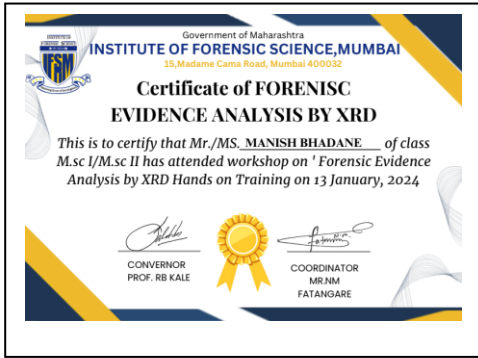 Government of Maharashtra
INSTITUTE OF FORENSIC SCIENCE,MUMBAI
15,Madame Cama Road, Mumbai 400032
IFSM
Certificate of FORENISC
EVIDENCE ANALYSIS BY XRD
This is to certify that Mr./MS. MANISH BHADANE of class
M.sc I/M.sc II has attended workshop on ' Forensic Evidence
Analysis by XRD Hands on Training on 13 January, 2024
CONVERNOR
PROF. RB KALE
COORDINATOR
MR.NM
FATANGARE